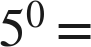 5⁰ =